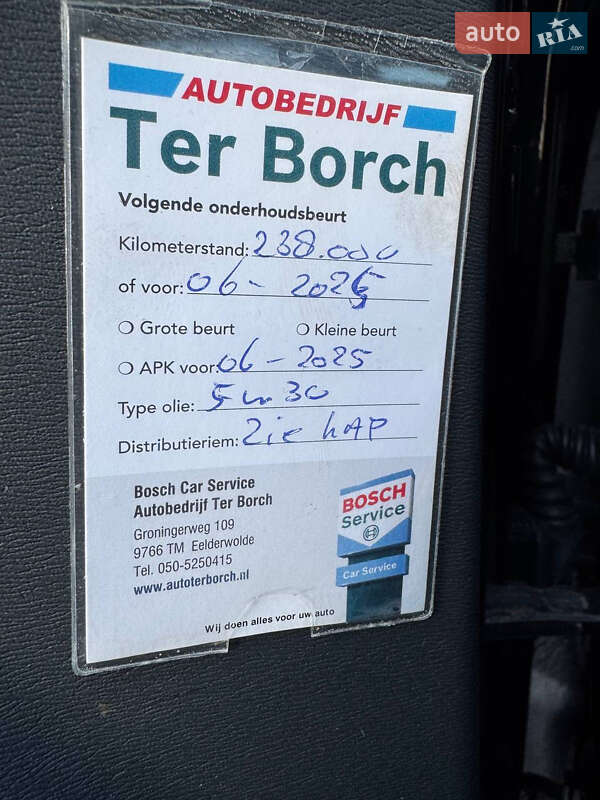 auto RIA
.com
AUTOBEDRIJF
Ter Borch
Volgende onderhoudsbeurt
Kilometerstand: 238.000
of voor: 06 - 2025
Grote beurt Kleine beurt
APK voor: 06 - 2025
Type olie: 5w30
Distributieriem: Zie kAP
Bosch Car Service
Autobedrijf Ter Borch
Groningerweg 109
9766 TM Eelderwolde
Tel. 050-5250415
www.autoterborch.nl
BOSCH
Service
Car Service
Wij doen alles voor uw auto